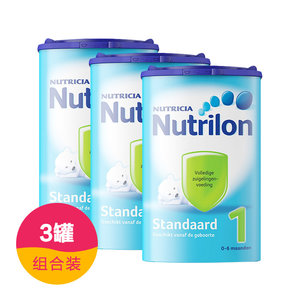 NUTRICIA
Nutrilon
Standaard
NUTRICIA
Nutrilon
NUTRICIA
Nutrilon
Volledige
zuigelingen-
voeding
Standaard 1
Geschikt vanaf de geboorte
0-6 maanden
3罐
组合装